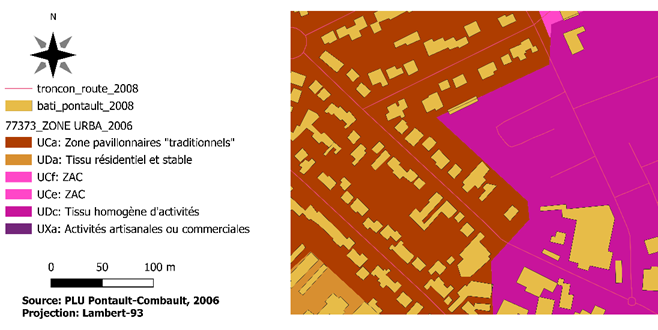 N
troncon_route_2008
bati_pontault_2008
77373_ZONE URBA_2006
UCa: Zone pavillonnaires "traditionnels"
UDa: Tissu résidentiel et stable
UCf: ZAC
UCe: ZAC
UDc: Tissu homogène d'activités
UXa: Activités artisanales ou commerciales
0 50 100 m
Source: PLU Pontault-Combault, 2006
Projection: Lambert-93